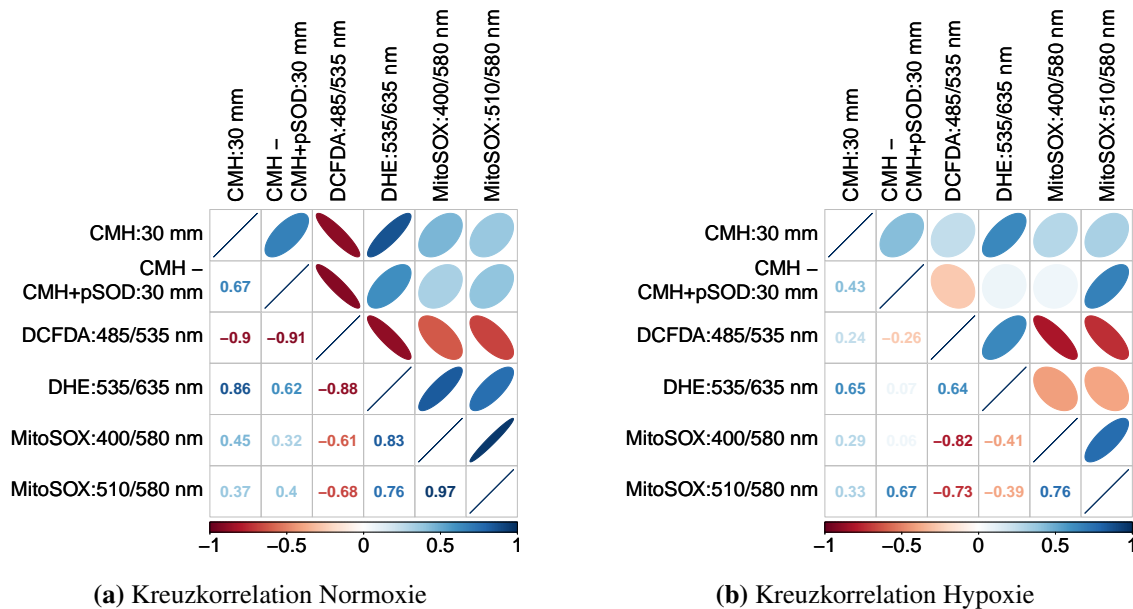 CMH:30 mm
CMH −
CMH+pSOD:30 mm
DCFDA:485/535 nm
DHE:535/635 nm
MitoSOX:400/580 nm
MitoSOX:510/580 nm
CMH:30 mm
CMH −
CMH+pSOD:30 mm
0.67
DCFDA:485/535 nm
−0.9 −0.91
DHE:535/635 nm
0.86 0.62 −0.88
MitoSOX:400/580 nm
0.45 0.32 −0.61 0.83
MitoSOX:510/580 nm
0.37 0.4 −0.68 0.76 0.97
−1 −0.5 0 0.5 1
(a) Kreuzkorrelation Normoxie
CMH:30 mm
CMH −
CMH+pSOD:30 mm
DCFDA:485/535 nm
DHE:535/635 nm
MitoSOX:400/580 nm
MitoSOX:510/580 nm
CMH:30 mm
CMH −
CMH+pSOD:30 mm
0.43
DCFDA:485/535 nm
0.24 −0.26
DHE:535/635 nm
0.65 0.07 0.64
MitoSOX:400/580 nm
0.29 0.06 −0.82 −0.41
MitoSOX:510/580 nm
0.33 0.67 −0.73 −0.39 0.76
−1 −0.5 0 0.5 1
(b) Kreuzkorrelation Hypoxie